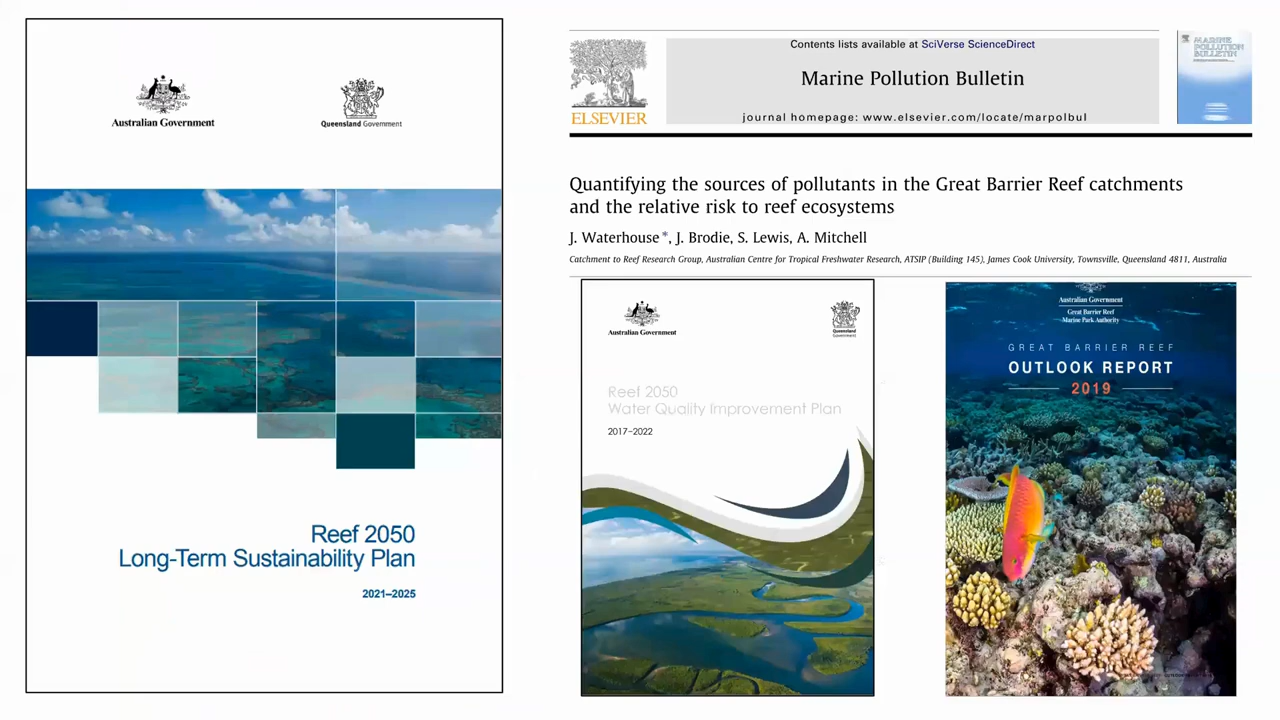 Australian Government
Queensland Government
Reef 2050
Long-Term Sustainability Plan
2021–2025
Contents lists available at SciVerse ScienceDirect
Marine Pollution Bulletin
journal homepage: www.elsevier.com/locate/marpolbul
ELSEVIER
MARINE
POLLUTION
BULLETIN
Quantifying the sources of pollutants in the Great Barrier Reef catchments
and the relative risk to reef ecosystems
J. Waterhouse *, J. Brodie, S. Lewis, A. Mitchell
Catchment to Reef Research Group, Australian Centre for Tropical Freshwater Research, ATSIP (Building 145), James Cook University, Townsville, Queensland 4811, Australia
Australian Government
Queensland
Government
Reef 2050
Water Quality Improvement Plan
2017–2022
Australian Government
Great Barrier Reef
Marine Park Authority
GREAT BARRIER REEF
OUTLOOK REPORT
2019